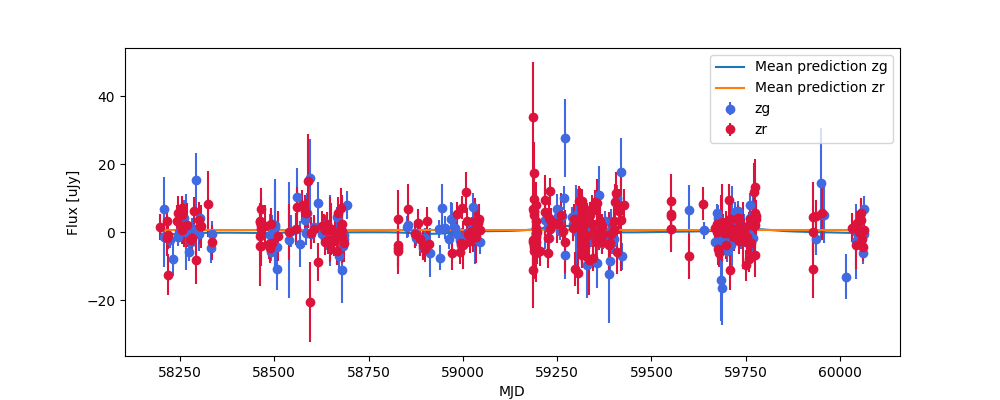 Mean prediction zg
Mean prediction zr
zg
zr
Flux [uJy]
40
20
0
−20
58250 58500 58750 59000 59250 59500 59750 60000
MJD